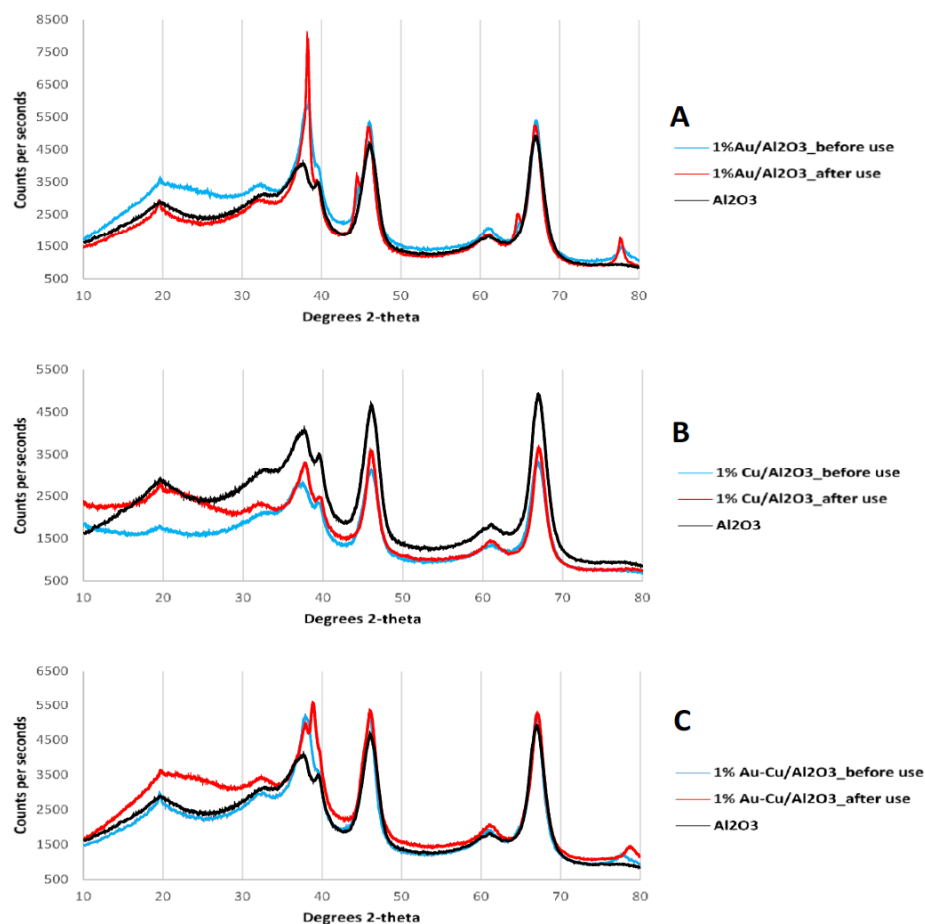 8500
7500
6500
5500
4500
3500
2500
1500
500
Counts per seconds
10 20 30 40 50 60 70 80
Degrees 2-theta
A
1%Au/Al2O3_before use
1%Au/Al2O3_after use
Al2O3
5500
4500
3500
2500
1500
500
Counts per seconds
10 20 30 40 50 60 70 80
Degrees 2-theta
B
1% Cu/Al2O3_before use
1% Cu/Al2O3_after use
Al2O3
6500
5500
4500
3500
2500
1500
500
Counts per seconds
10 20 30 40 50 60 70 80
Degrees 2-theta
C
1% Au-Cu/Al2O3_before use
1% Au-Cu/Al2O3_after use
Al2O3